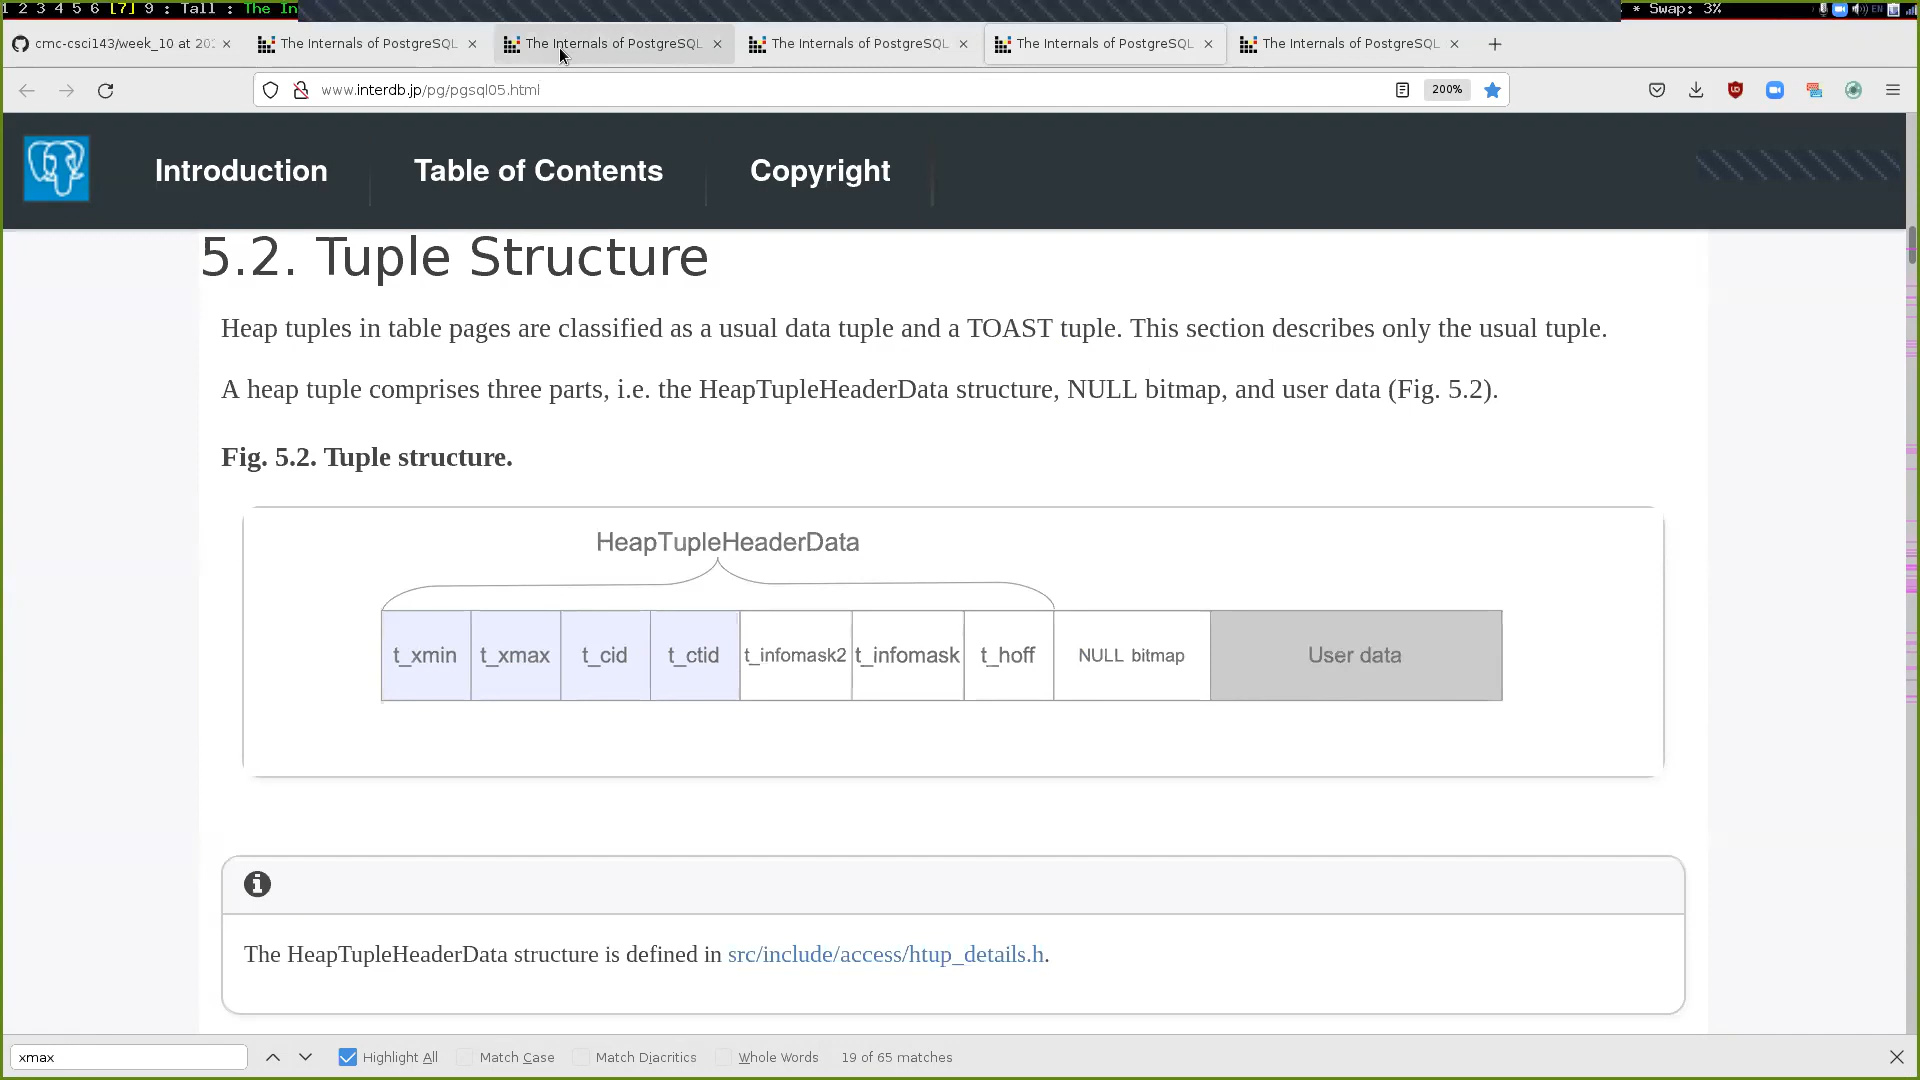 1 2 3 4 5 6 [7] 9 : Tall : The In
* Swap: 3%
EN
cmc-csci143/week_10 at 20
The Internals of PostgreSQL
The Internals of PostgreSQL
The Internals of PostgreSQL
The Internals of PostgreSQL
The Internals of PostgreSQL
www.interdb.jp/pg/pgsql05.html
200%
Introduction
Table of Contents
Copyright
5.2. Tuple Structure
Heap tuples in table pages are classified as a usual data tuple and a TOAST tuple. This section describes only the usual tuple.
A heap tuple comprises three parts, i.e. the HeapTupleHeaderData structure, NULL bitmap, and user data (Fig. 5.2).
Fig. 5.2. Tuple structure.
HeapTupleHeaderData
t_xmin t_xmax t_cid t_ctid t_infomask2 t_infomask t_hoff NULL bitmap User data
The HeapTupleHeaderData structure is defined in src/include/access/htup_details.h.
xmax
Highlight All
Match Case
Match Diacritics
Whole Words
19 of 65 matches